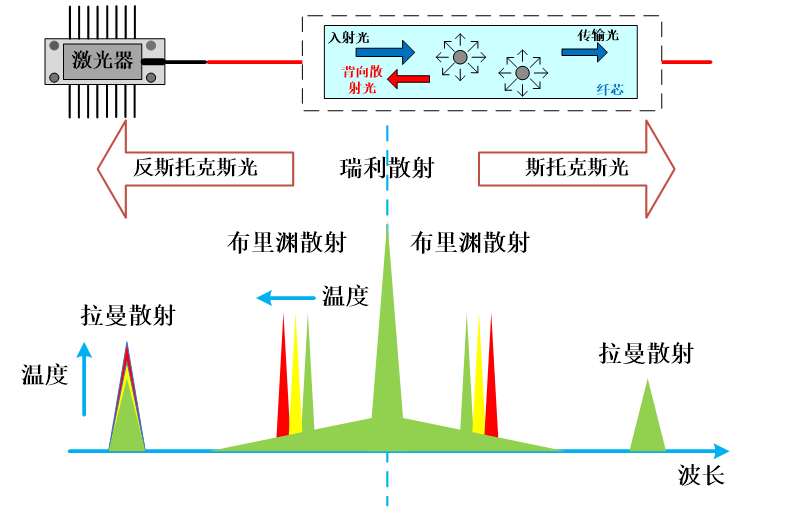 激光器
入射光
传输光
背向散
射光
纤芯
反斯托克斯光
瑞利散射
斯托克斯光
布里渊散射
布里渊散射
温度
拉曼散射
拉曼散射
温度
波长